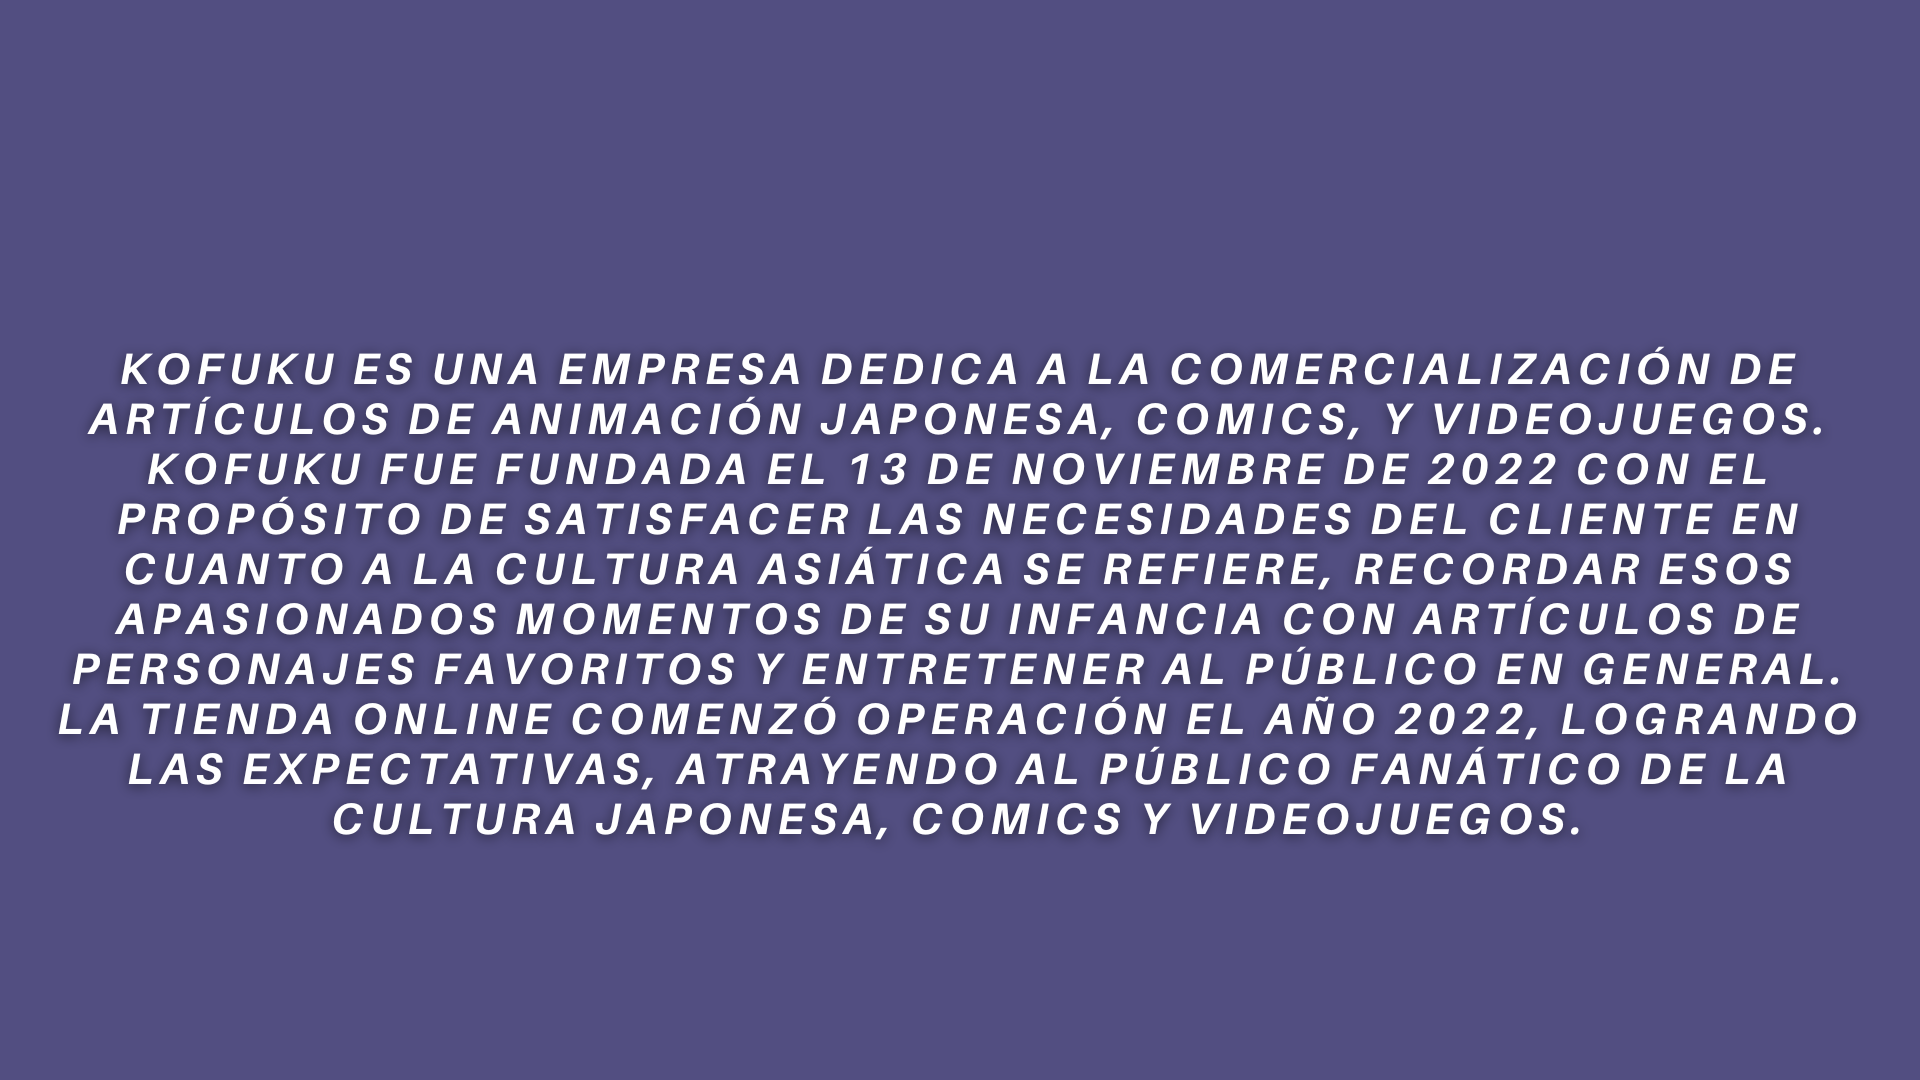 KOFUKU ES UNA EMPRESA DEDICA A LA COMERCIALIZACIÓN DE
ARTÍCULOS DE ANIMACIÓN JAPONESA, COMICS, Y VIDEOJUEGOS.
KOFUKU FUE FUNDADA EL 13 DE NOVIEMBRE DE 2022 CON EL
PROPÓSITO DE SATISFACER LAS NECESIDADES DEL CLIENTE EN
CUANTO A LA CULTURA ASIÁTICA SE REFIERE, RECORDAR ESOS
APASIONADOS MOMENTOS DE SU INFANCIA CON ARTÍCULOS DE
PERSONAJES FAVORITOS Y ENTRETENER AL PÚBLICO EN GENERAL.
LA TIENDA ONLINE COMENZÓ OPERACIÓN EL AÑO 2022, LOGRANDO
LAS EXPECTATIVAS, ATRAYENDO AL PÚBLICO FANÁTICO DE LA
CULTURA JAPONESA, COMICS Y VIDEOJUEGOS.